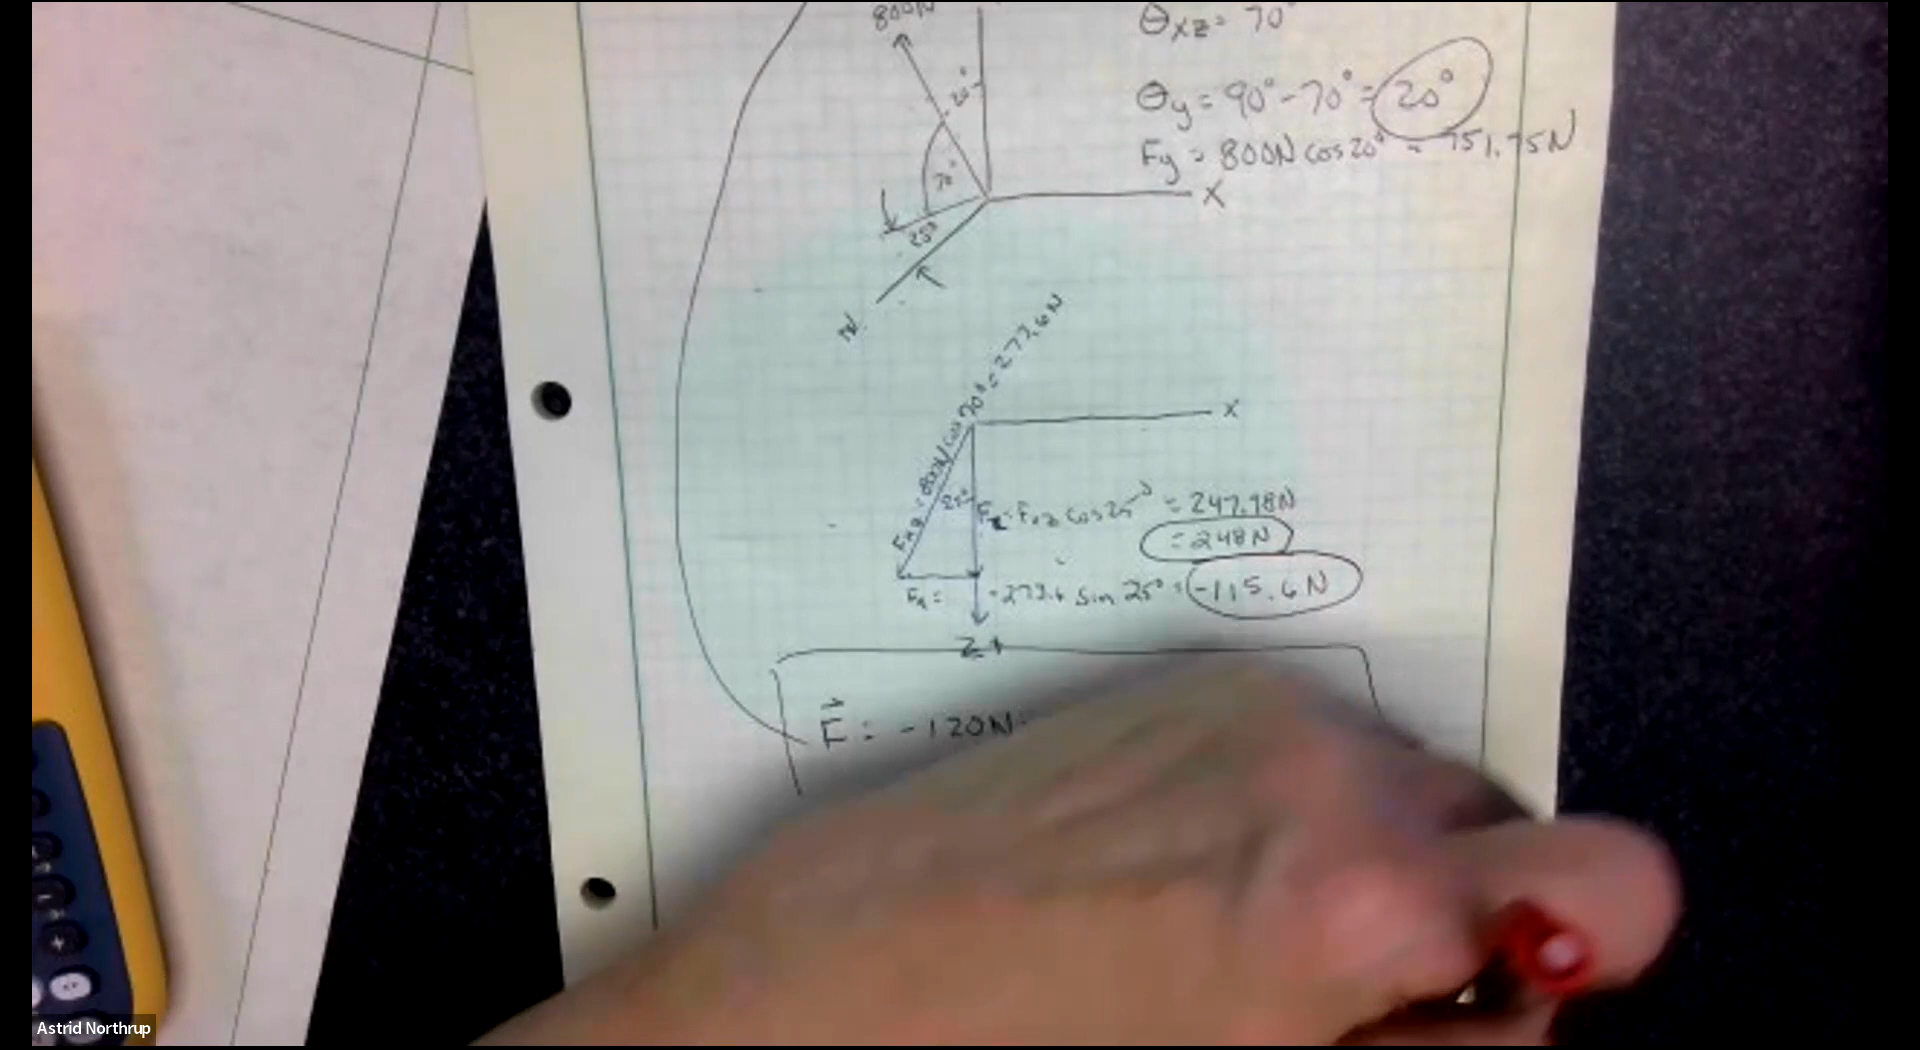 800N
θxz = 70°
20°
θy = 90° - 70° = 20°
Fy = 800N cos 20° = 751.75N
70°
X
25°
Fxz = 800N cos 70° = 273.6N
X
25°
Fz = Fxz cos 25° = 247.98N
= 248N
Fx = -273.6 sin 25° = -115.6N
Z+
F⃗ = -120N
+
Astrid Northrup